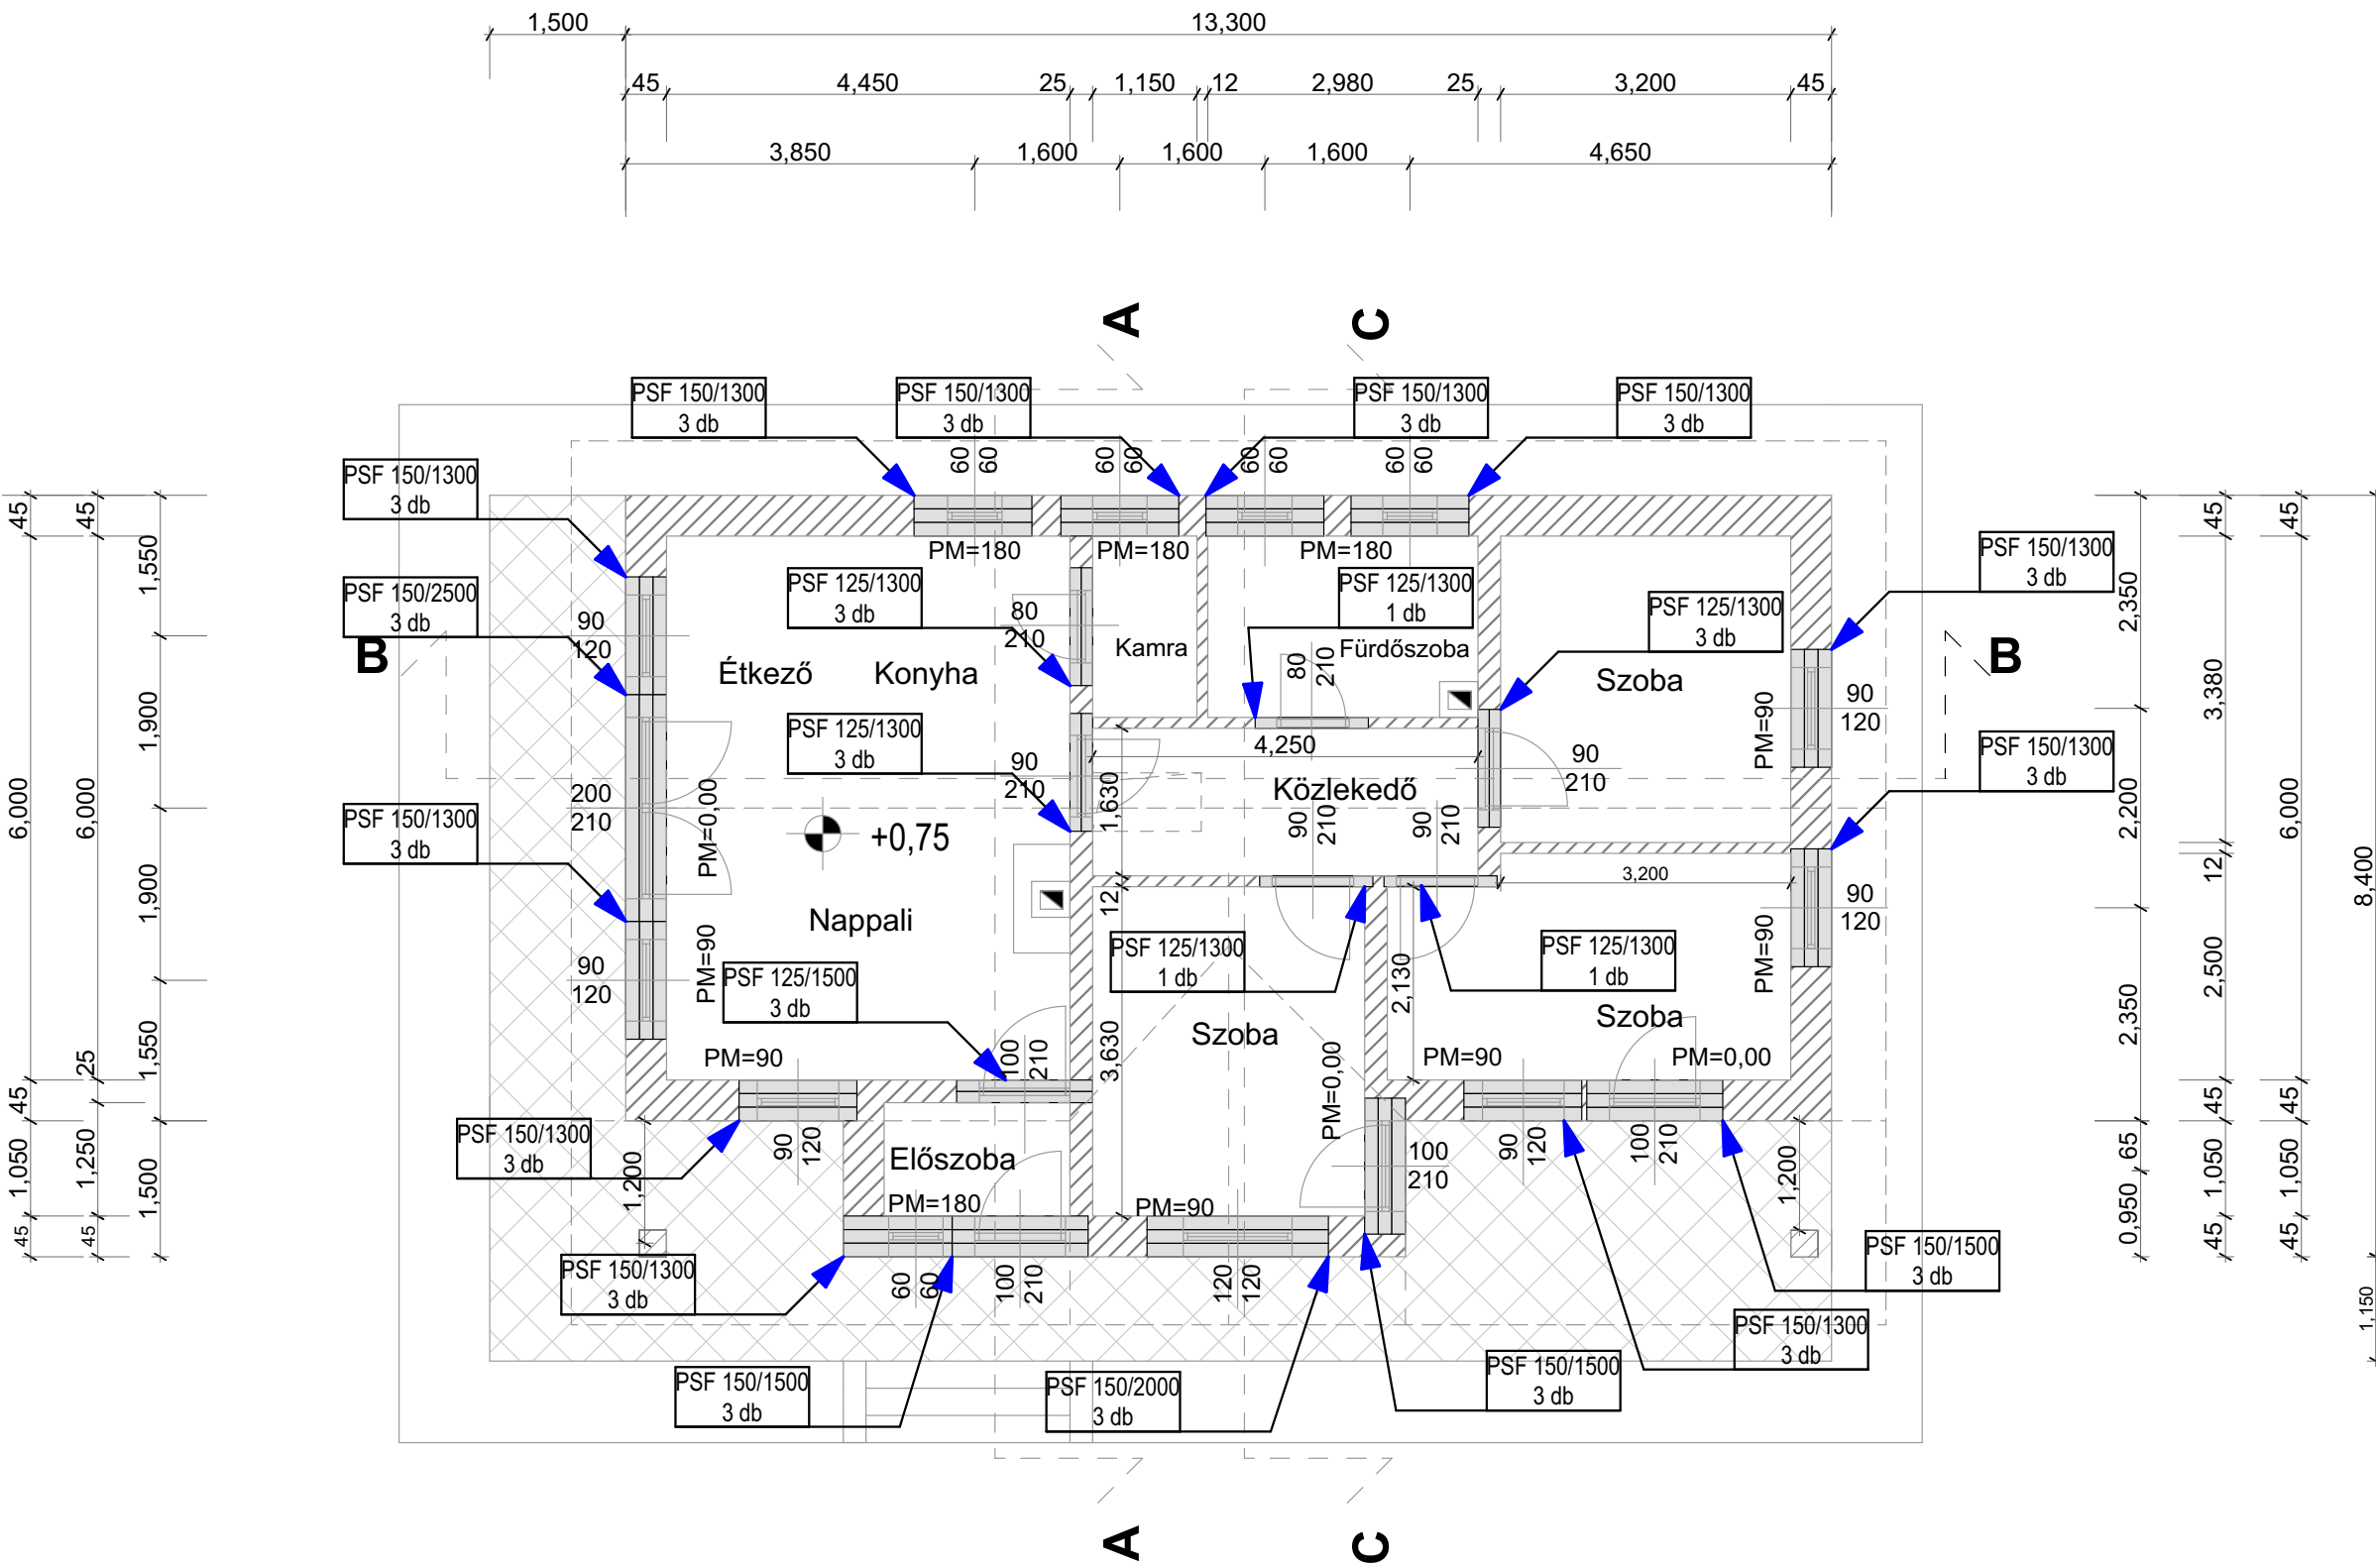 1,500
13,300
45
4,450
25
1,150
12
2,980
25
3,200
45
3,850
1,600
1,600
1,600
4,650
A
C
PSF 150/1300
3 db
PSF 150/1300
3 db
PSF 150/1300
3 db
PSF 150/1300
3 db
60
60
60
60
60
60
60
60
PSF 150/1300
3 db
PSF 150/2500
3 db
PSF 150/1300
3 db
B
90
120
200
210
90
120
PM=180
PM=180
PM=180
PSF 125/1300
3 db
80
210
PSF 125/1300
1 db
PSF 125/1300
3 db
PSF 150/1300
3 db
Étkező
Konyha
Kamra
80
210
Fürdőszoba
Szoba
PM=90
90
120
B
PSF 125/1300
3 db
90
210
4,250
1,630
Közlekedő
90
210
PSF 150/1300
3 db
PM=0,00
+0,75
90
210
90
210
3,200
90
120
12
Nappali
PM=90
PSF 125/1500
3 db
PSF 125/1300
1 db
2,130
PSF 125/1300
1 db
PM=90
Szoba
Szoba
3,630
100
210
PM=90
PM=0,00
PM=90
PM=0,00
PSF 150/1300
3 db
90
120
1,200
Előszoba
PM=180
PM=90
100
210
90
120
100
210
1,200
PSF 150/1300
3 db
60
60
100
210
120
120
PSF 150/1500
3 db
PSF 150/1300
3 db
PSF 150/1500
3 db
PSF 150/2000
3 db
PSF 150/1500
3 db
A
C
45
6,000
45
1,050
45
45
6,000
25
1,250
45
1,550
1,900
1,900
1,550
1,500
2,350
2,200
2,350
65
0,950
45
3,380
12
2,500
45
1,050
45
45
6,000
45
1,050
45
8,400
1,150